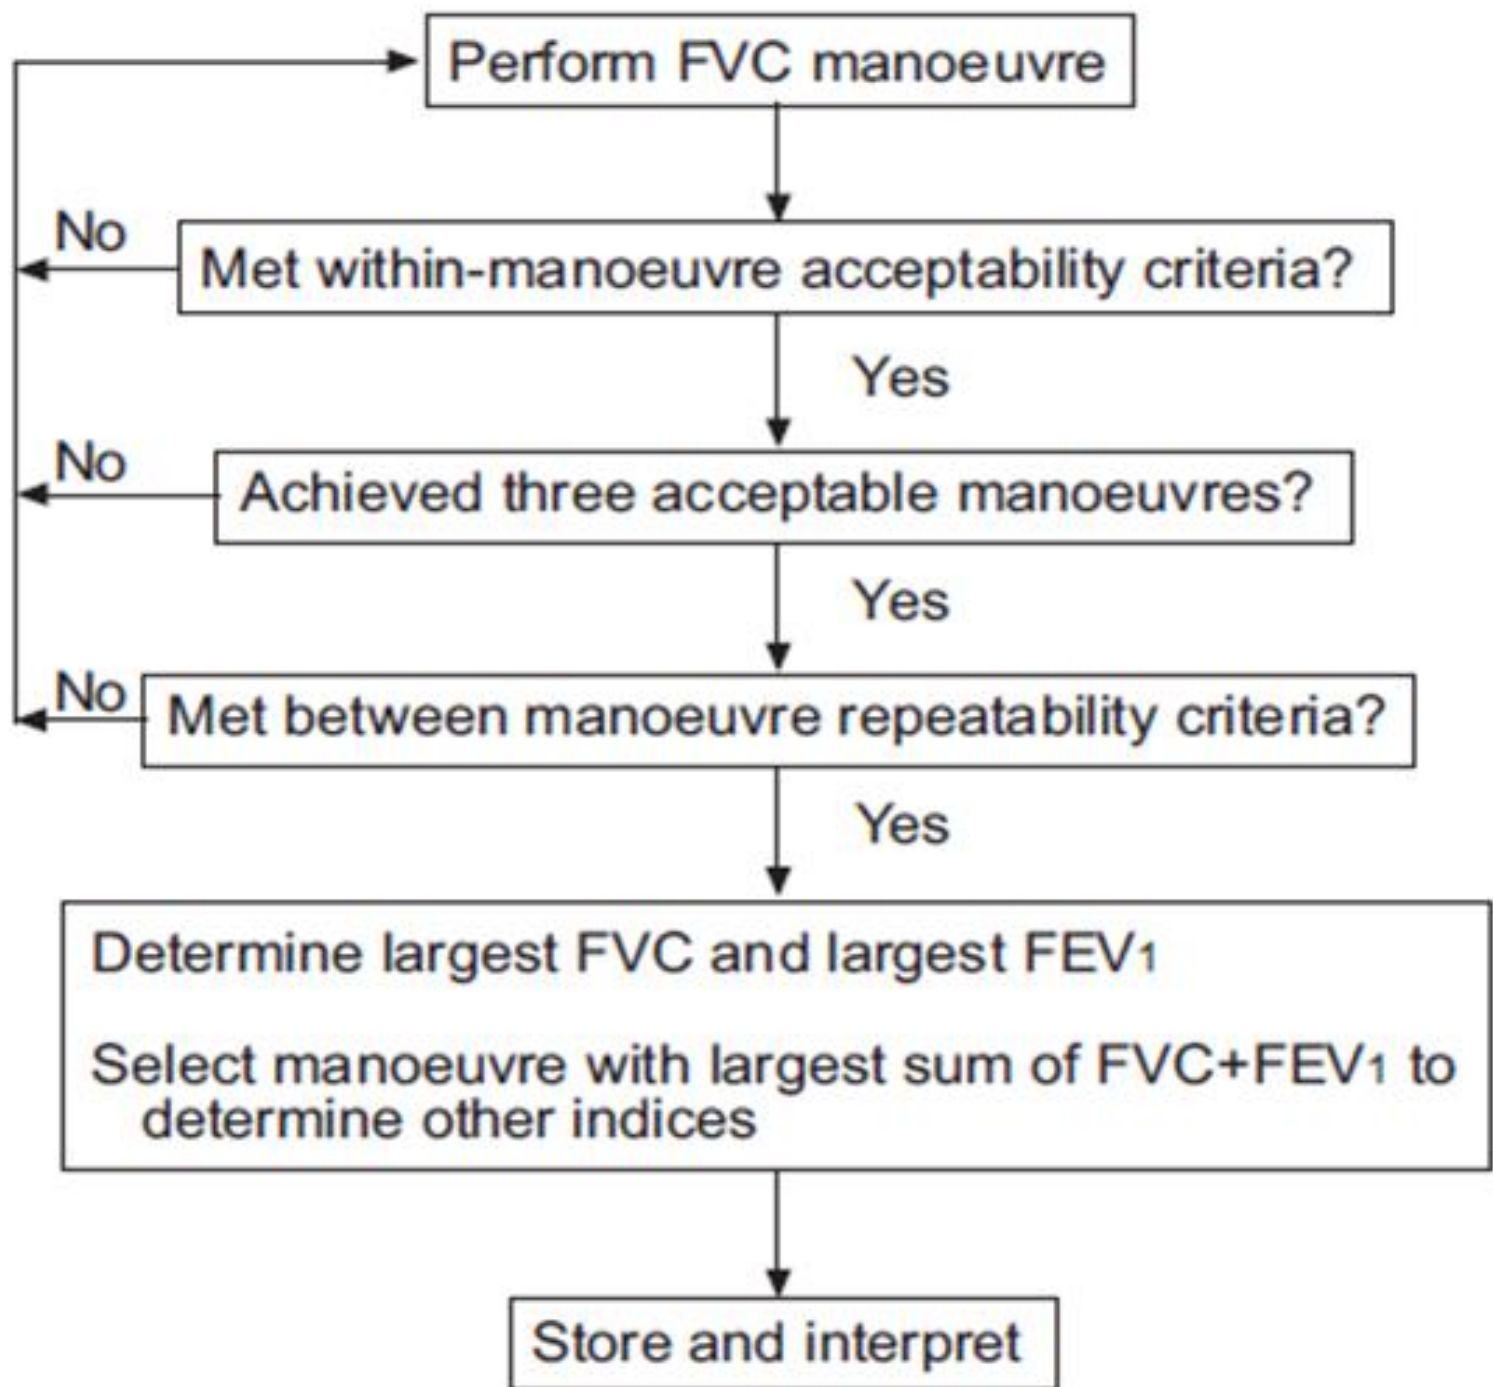 Perform FVC manoeuvre
No
Met within-manoeuvre acceptability criteria?
Yes
No
Achieved three acceptable manoeuvres?
Yes
No
Met between manoeuvre repeatability criteria?
Yes
Determine largest FVC and largest FEV1
Select manoeuvre with largest sum of FVC+FEV1 to
determine other indices
Store and interpret